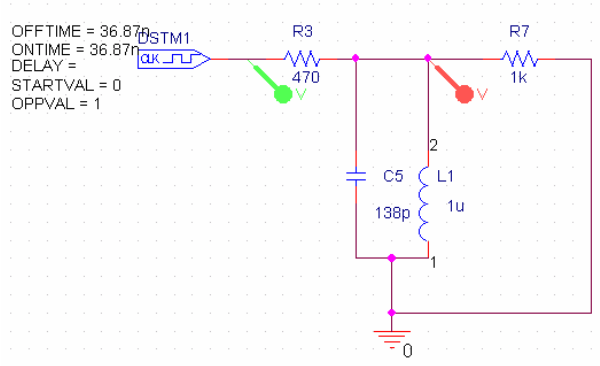 OFFTIME = 36.87n
DSTM1
ONTIME = 36.87n
DELAY =
STARTVAL = 0
OPPVAL = 1
CLK
R3
470
R7
1k
V
V
2
C5
L1
138p
1u
1
0